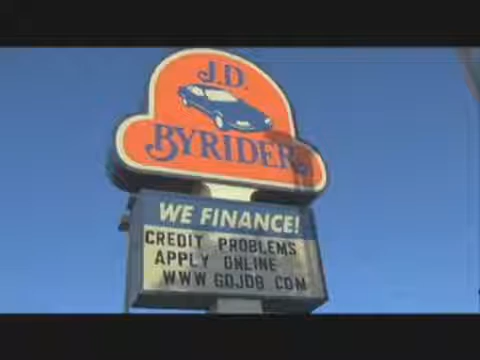 J.D.
BYRIDER
WE FINANCE!
CREDIT PROBLEMS
APPLY ONLINE
WWW.GOJDB.COM